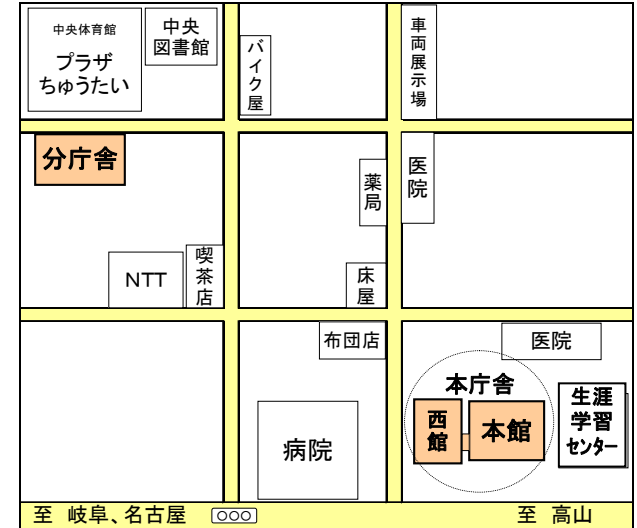 中央体育館
プラザ
ちゅうたい
中央
図書館
バイク屋
車両展示場
分庁舎
薬局
医院
NTT
喫茶店
床屋
布団店
医院
本庁舎
西館
本館
生涯
学習
センター
病院
至 岐阜、名古屋
至 高山